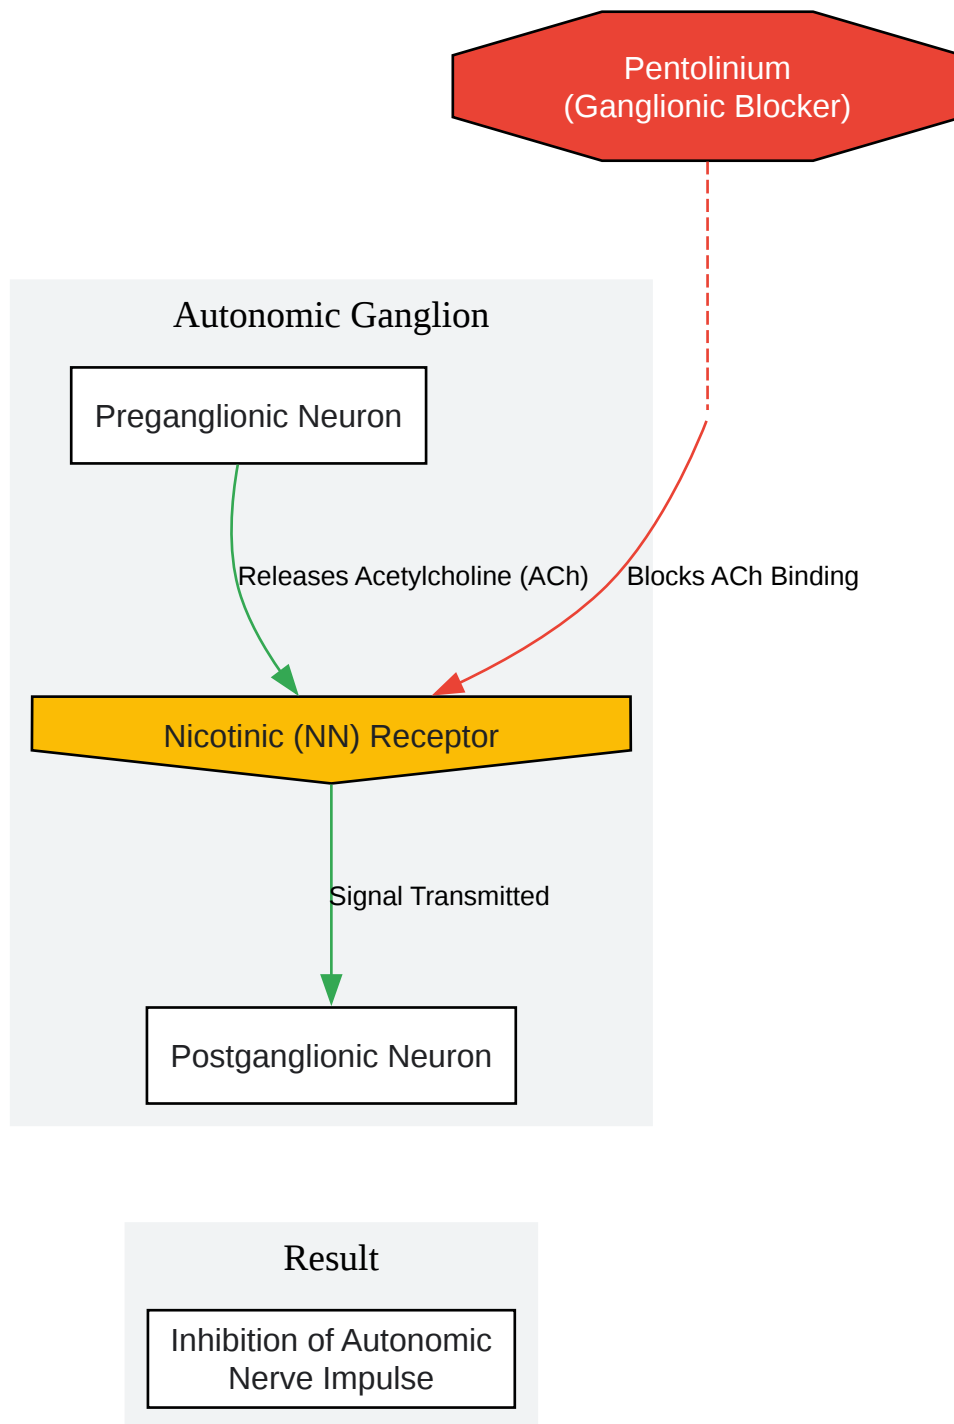 Pentolinium
(Ganglionic Blocker)
Autonomic Ganglion
Preganglionic Neuron
Releases Acetylcholine (ACh)
Blocks ACh Binding
Nicotinic (NN) Receptor
Signal Transmitted
Postganglionic Neuron
Result
Inhibition of Autonomic
Nerve Impulse